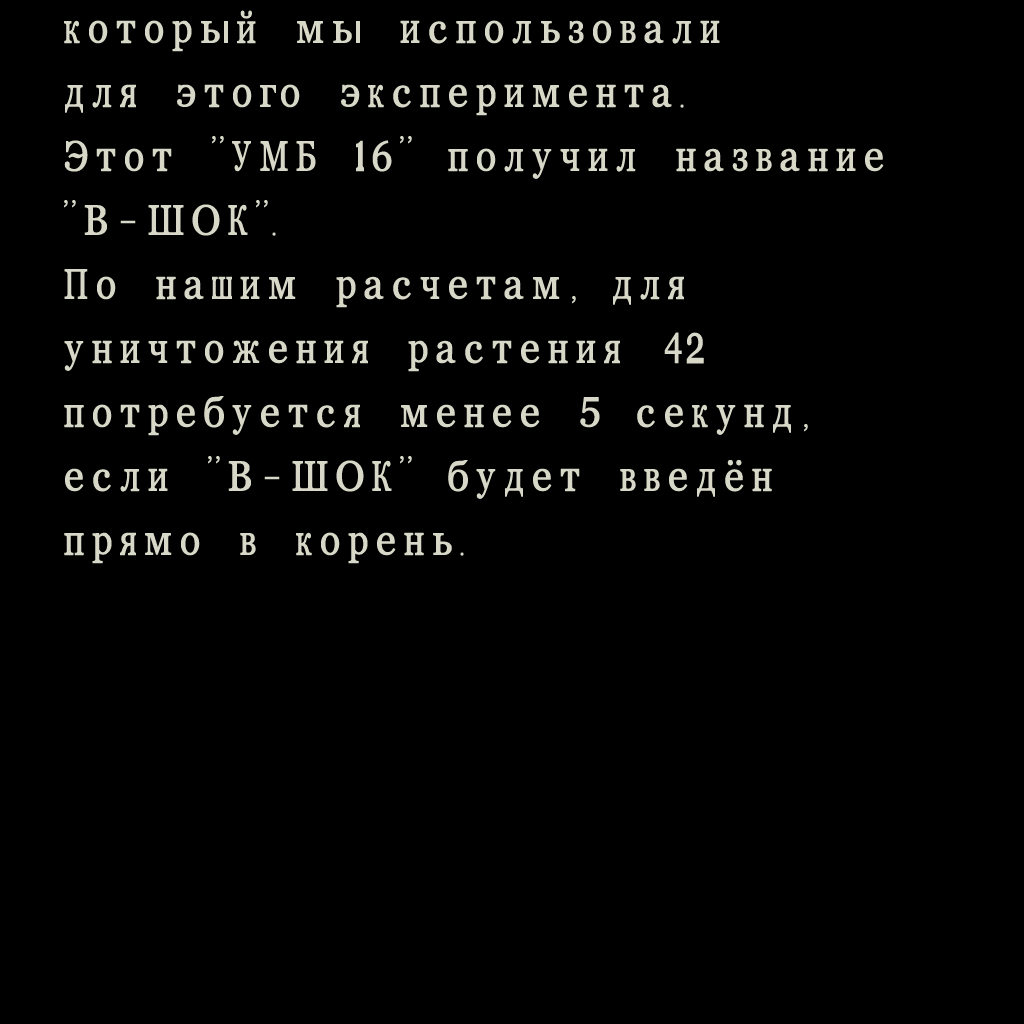 который мы использовали
для этого эксперимента.
Этот ”УМБ 16” получил название
”В-ШОК”.
По нашим расчетам, для
уничтожения растения 42
потребуется менее 5 секунд,
если ”В-ШОК” будет введён
прямо в корень.